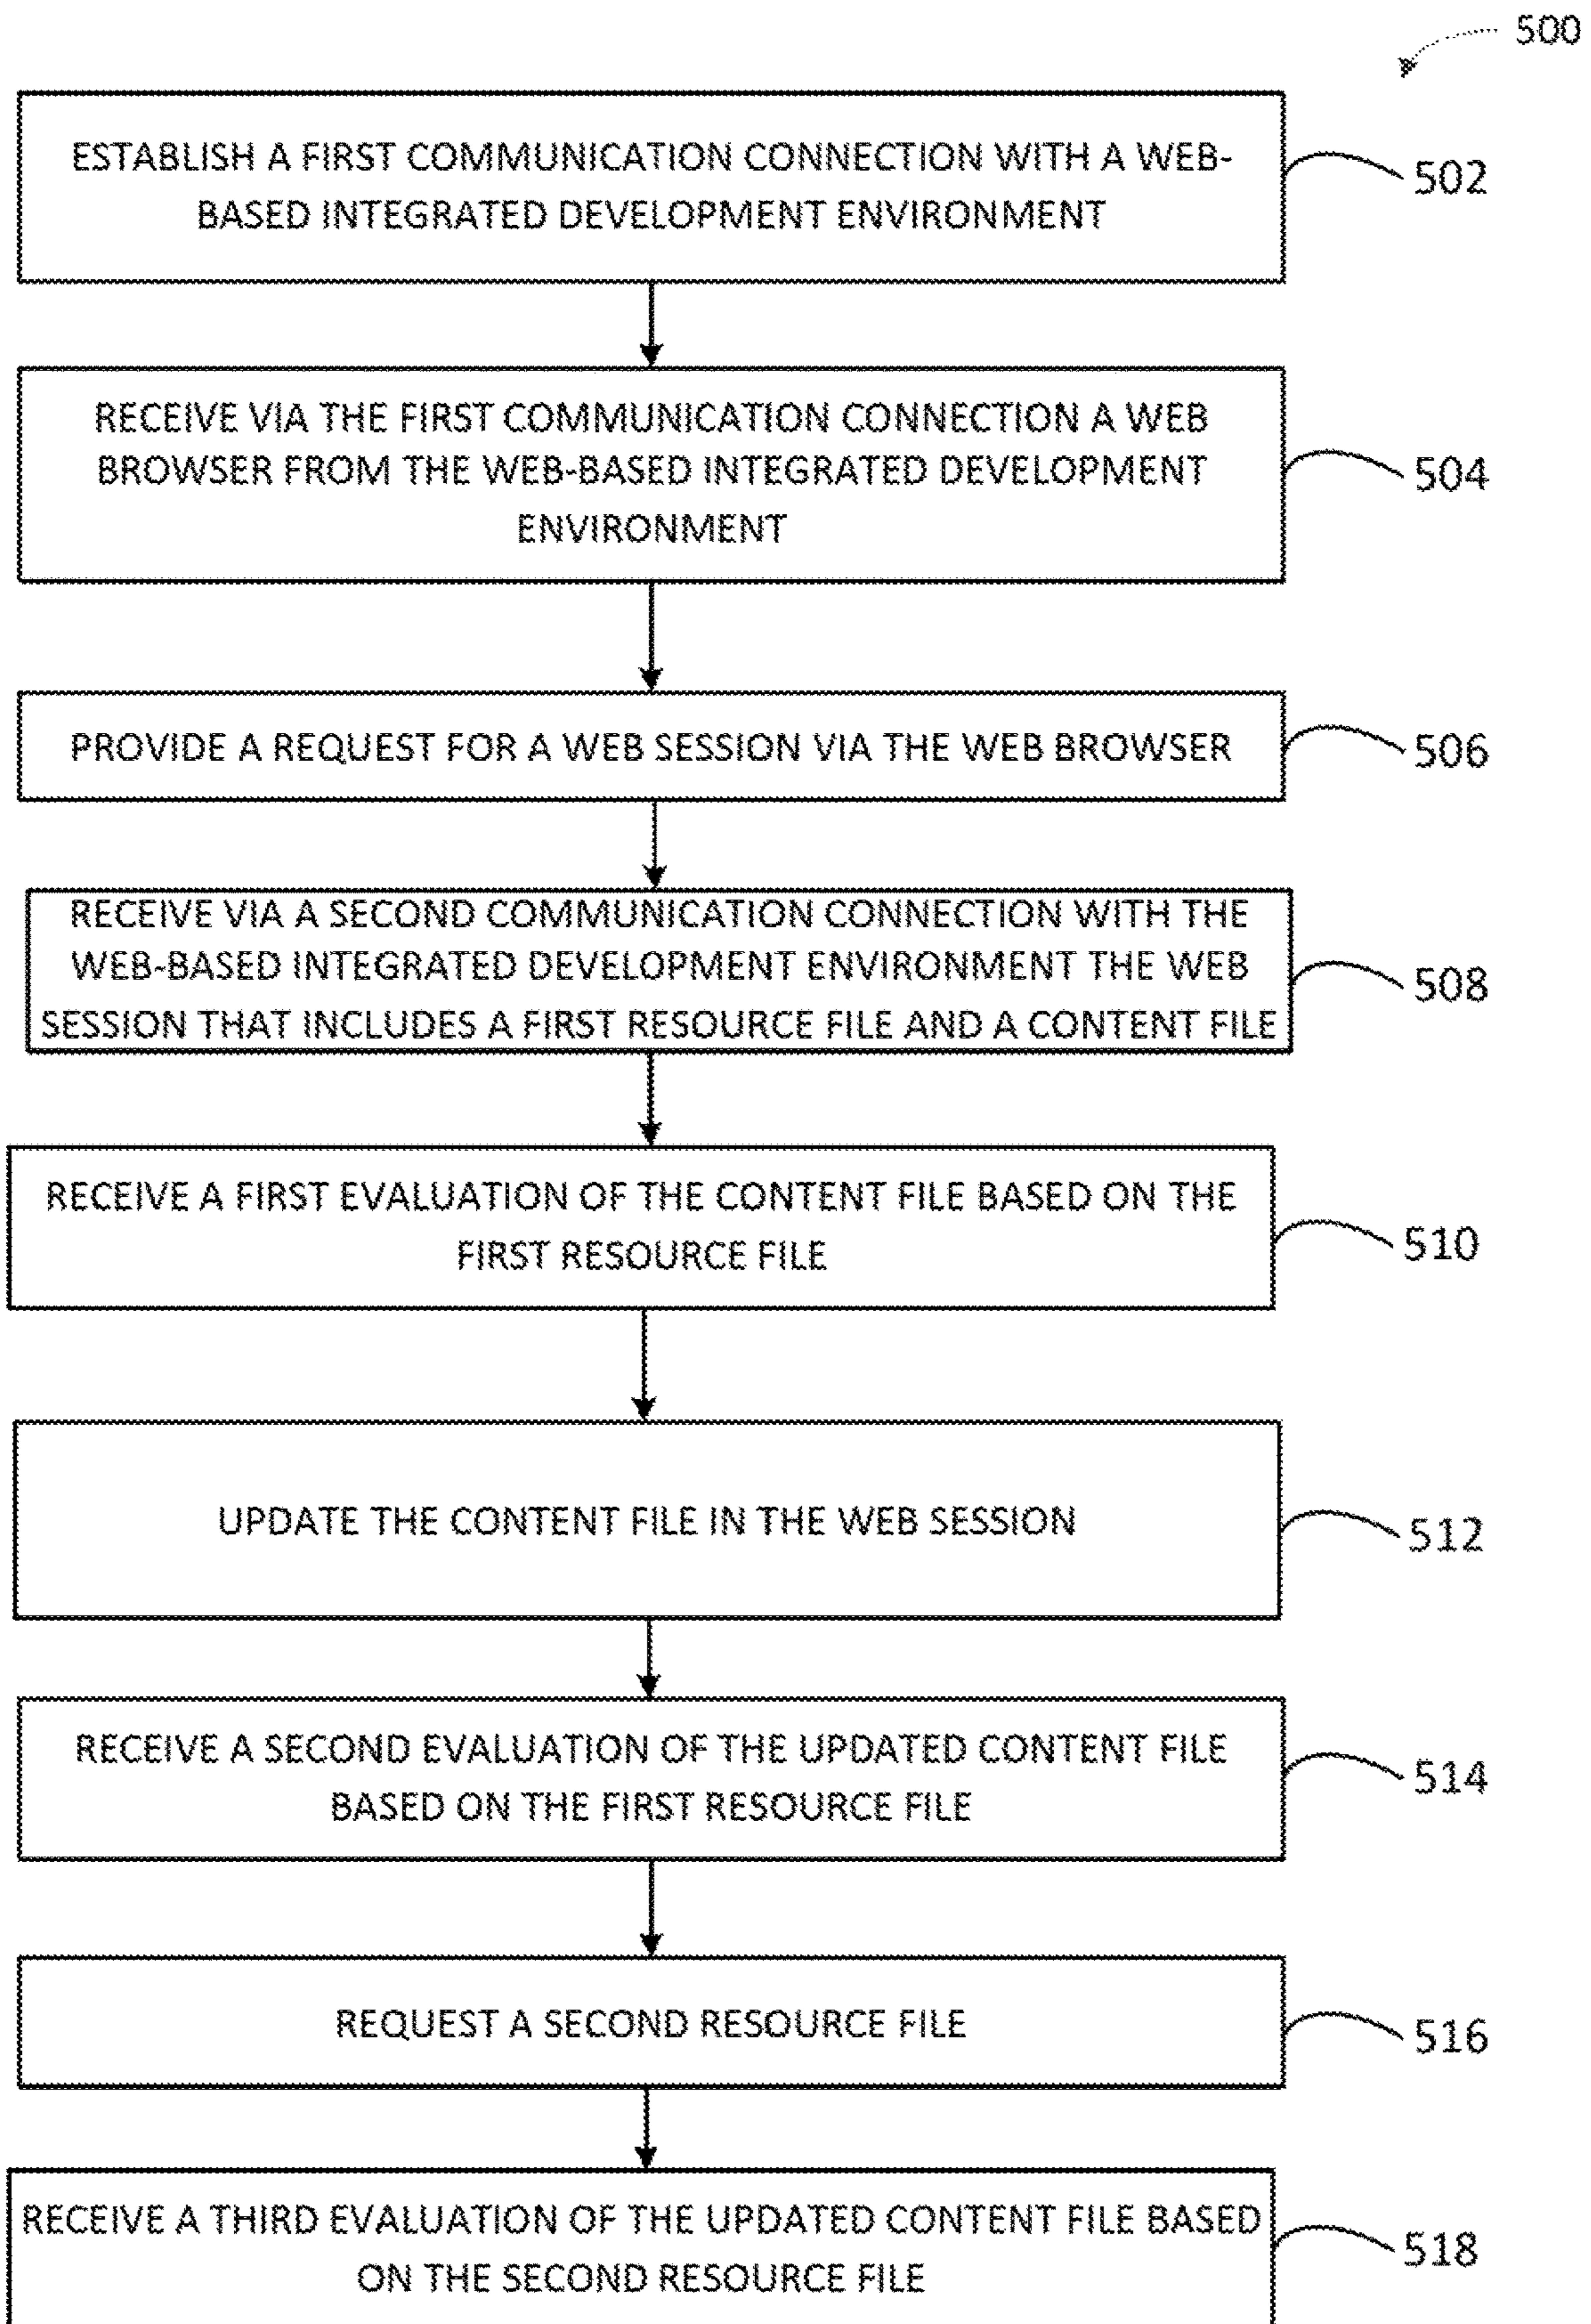 500
ESTABLISH A FIRST COMMUNICATION CONNECTION WITH A WEB-
BASED INTEGRATED DEVELOPMENT ENVIRONMENT
502
RECEIVE VIA THE FIRST COMMUNICATION CONNECTION A WEB
BROWSER FROM THE WEB-BASED INTEGRATED DEVELOPMENT
ENVIRONMENT
504
PROVIDE A REQUEST FOR A WEB SESSION VIA THE WEB BROWSER
506
RECEIVE VIA A SECOND COMMUNICATION CONNECTION WITH THE
WEB-BASED INTEGRATED DEVELOPMENT ENVIRONMENT THE WEB
SESSION THAT INCLUDES A FIRST RESOURCE FILE AND A CONTENT FILE
508
RECEIVE A FIRST EVALUATION OF THE CONTENT FILE BASED ON THE
FIRST RESOURCE FILE
510
UPDATE THE CONTENT FILE IN THE WEB SESSION
512
RECEIVE A SECOND EVALUATION OF THE UPDATED CONTENT FILE
BASED ON THE FIRST RESOURCE FILE
514
REQUEST A SECOND RESOURCE FILE
516
RECEIVE A THIRD EVALUATION OF THE UPDATED CONTENT FILE BASED
ON THE SECOND RESOURCE FILE
518